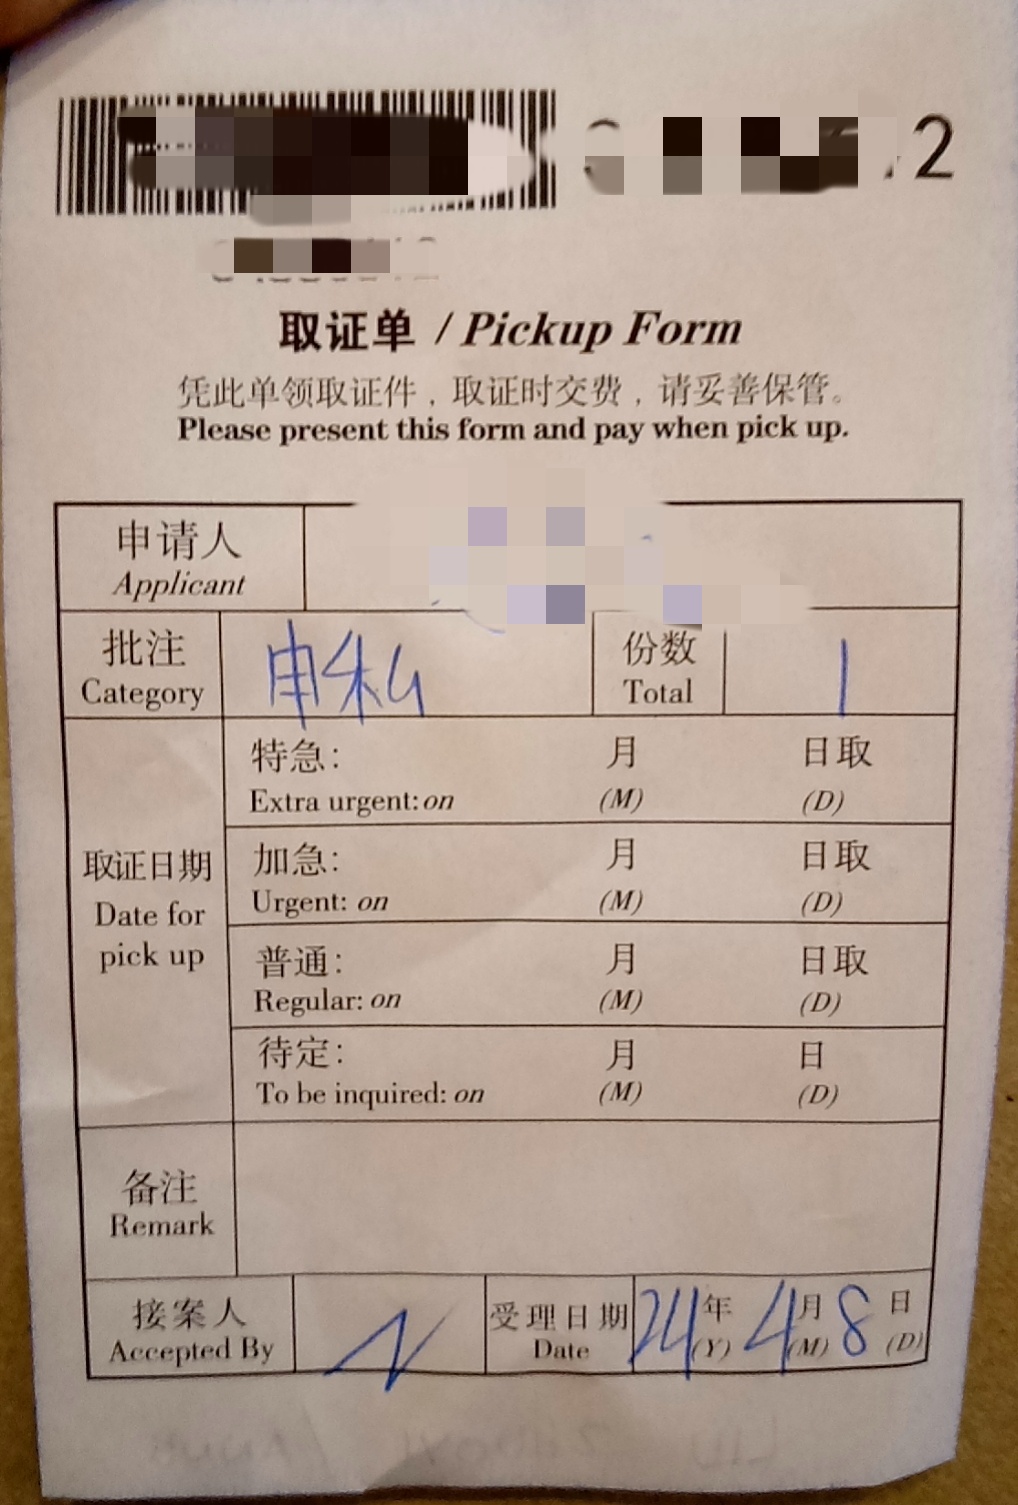 2
取证单 / Pickup Form
凭此单领取证件，取证时交费，请妥善保管。
Please present this form and pay when pick up.
申请人
Applicant
批注 申私 份数 1
Category Total
特急： 月 日取
Extra urgent: on (M) (D)
加急： 月 日取
Urgent: on (M) (D)
取证日期
Date for
pick up
普通： 月 日取
Regular: on (M) (D)
待定： 月 日
To be inquired: on (M) (D)
备注
Remark
接案人 受理日期 24年 4月 8日
Accepted By Date (Y) (M) (D)